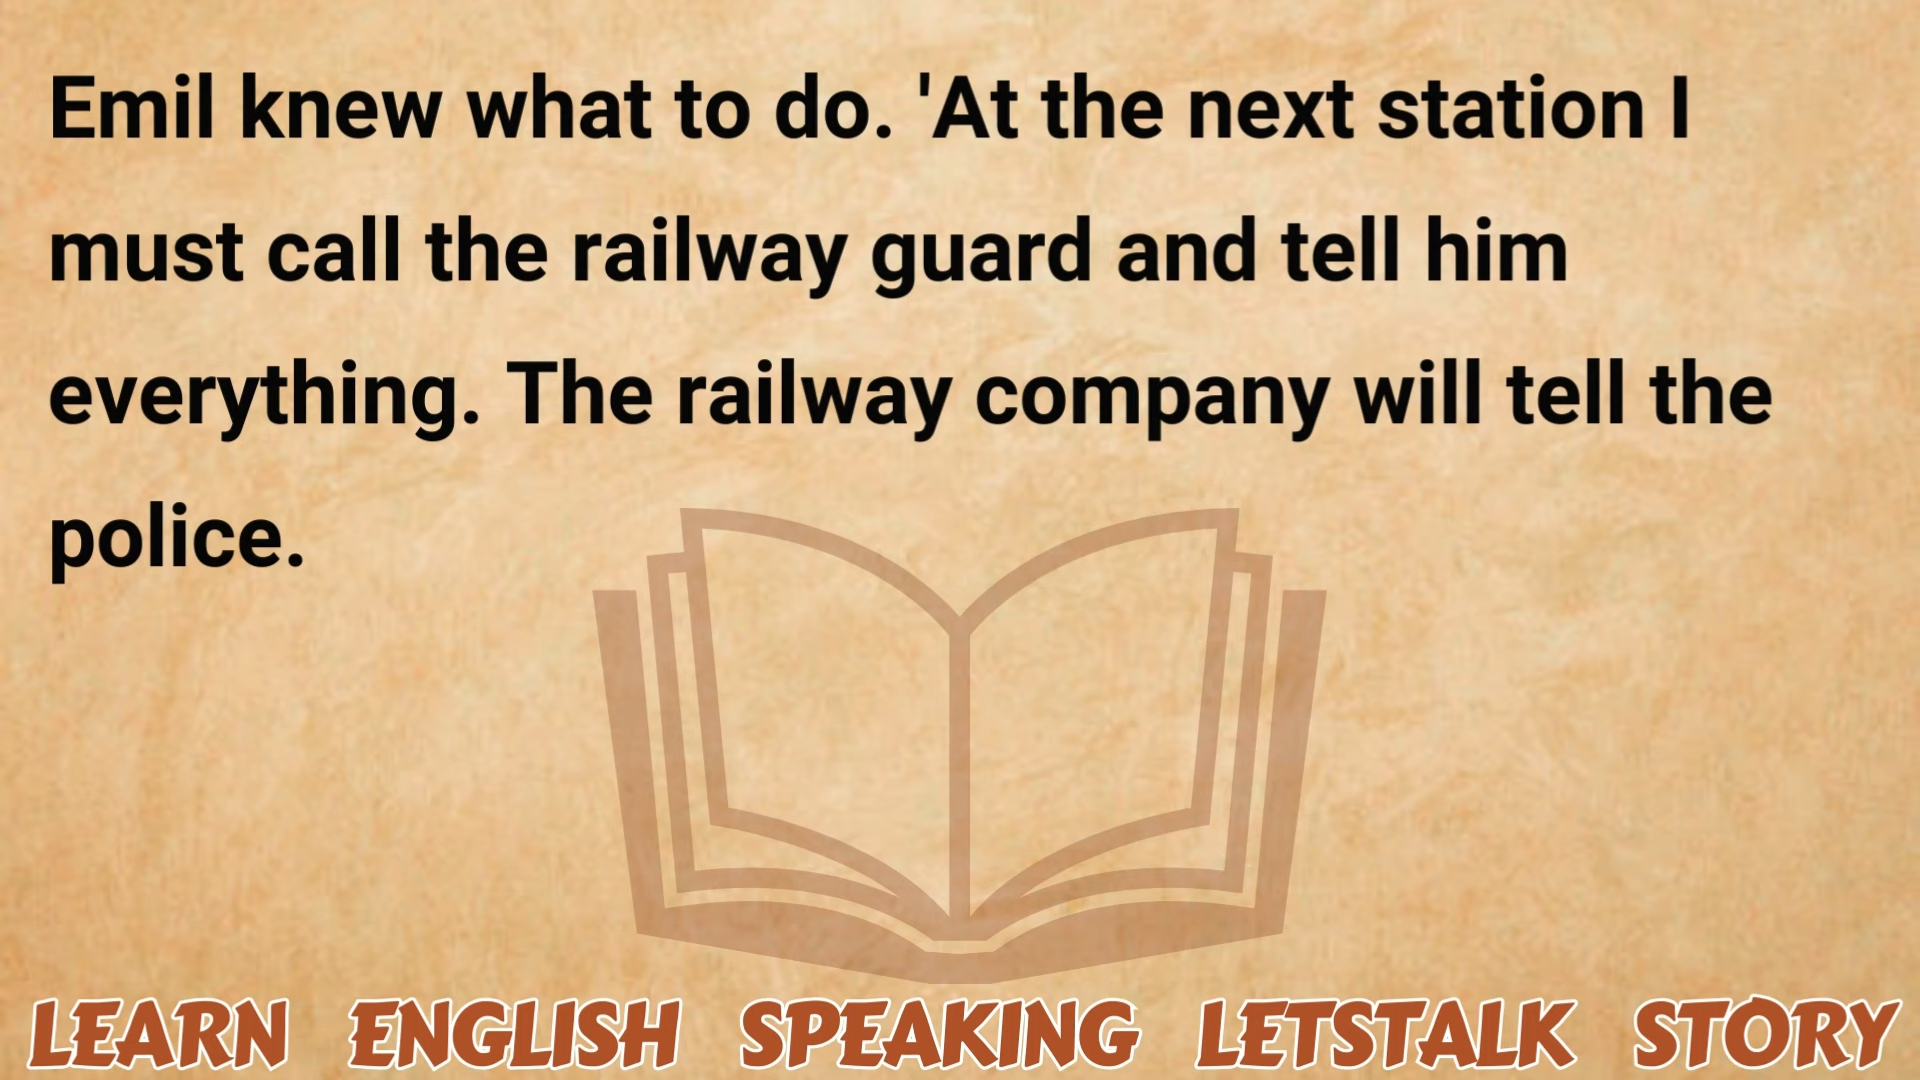 Emil knew what to do. 'At the next station I
must call the railway guard and tell him
everything. The railway company will tell the
police.
LEARN ENGLISH SPEAKING LETSTALK STORY